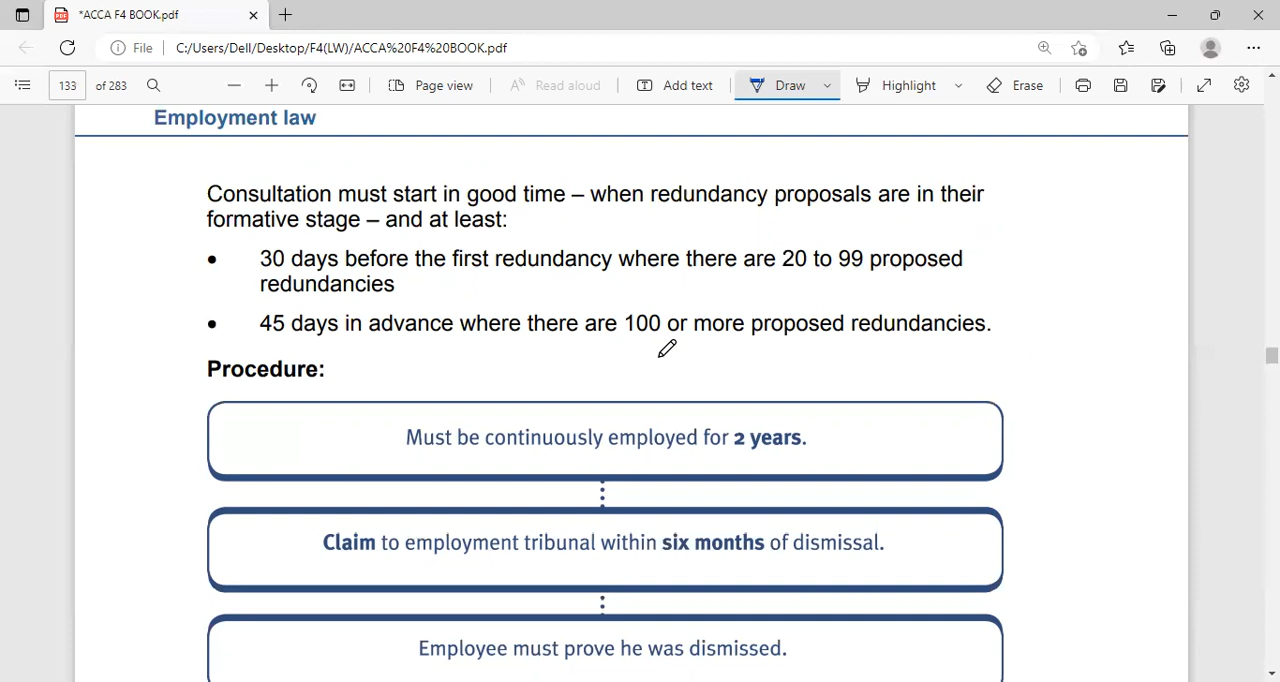 *ACCA F4 BOOK.pdf
File
C:/Users/Dell/Desktop/F4(LW)/ACCA%20F4%20BOOK.pdf
133 of 283
Page view
Read aloud
Add text
Draw
Highlight
Erase
Employment law
Consultation must start in good time – when redundancy proposals are in their
formative stage – and at least:
• 30 days before the first redundancy where there are 20 to 99 proposed
redundancies
• 45 days in advance where there are 100 or more proposed redundancies.
Procedure:
Must be continuously employed for 2 years.
Claim to employment tribunal within six months of dismissal.
Employee must prove he was dismissed.